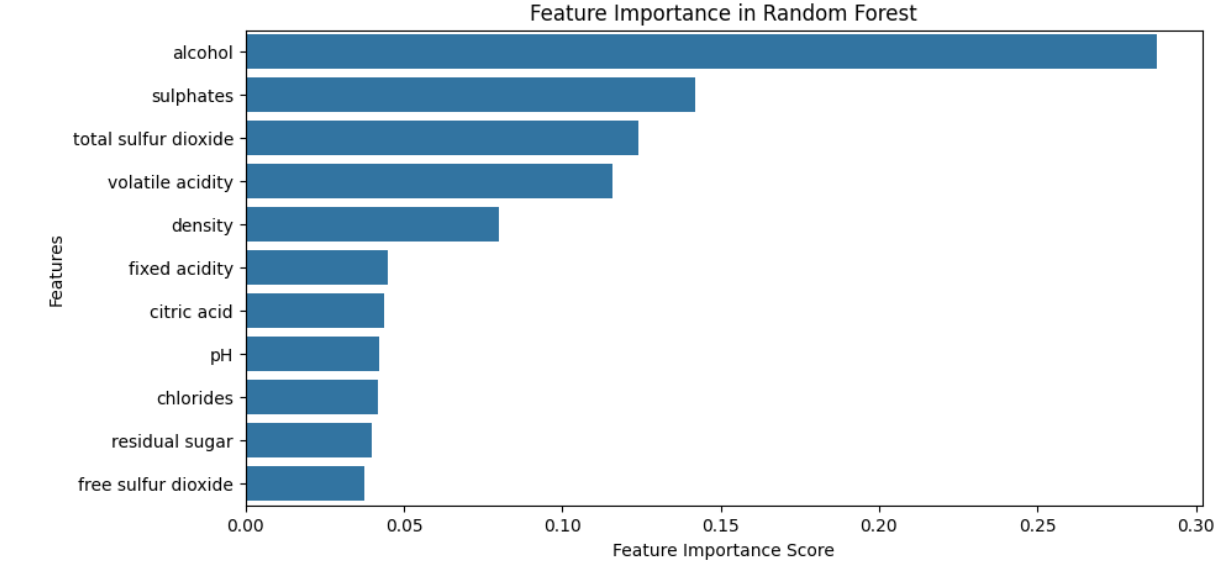 Feature Importance in Random Forest
alcohol
sulphates
total sulfur dioxide
volatile acidity
density
fixed acidity
citric acid
pH
chlorides
residual sugar
free sulfur dioxide
Features
0.00 0.05 0.10 0.15 0.20 0.25 0.30
Feature Importance Score